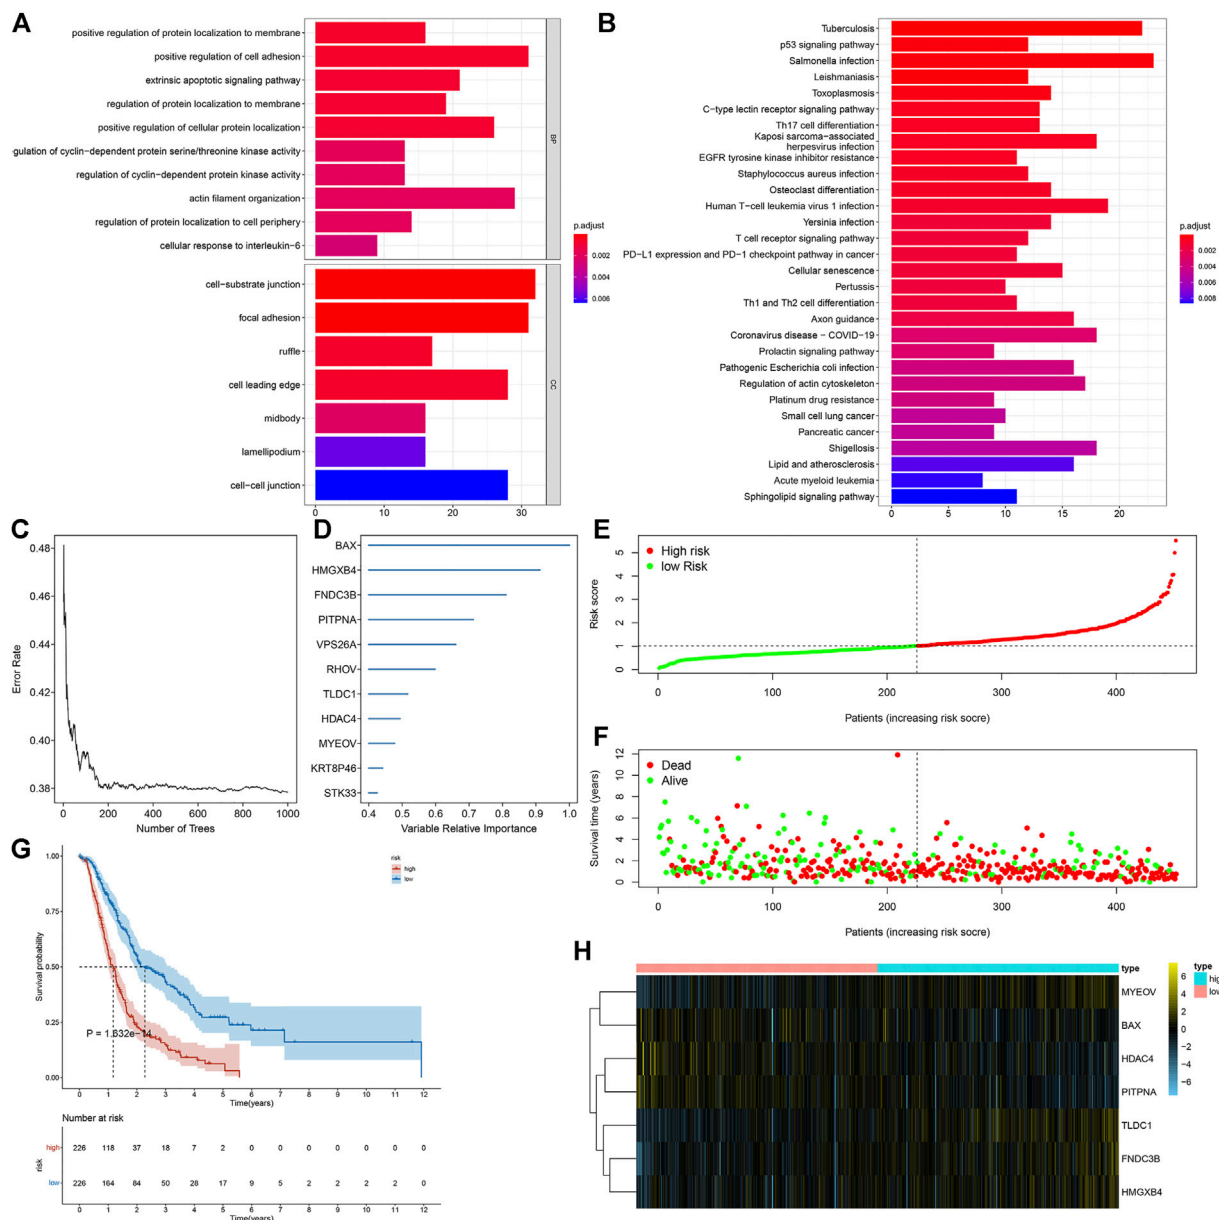 A
positive regulation of protein localization to membrane
positive regulation of cell adhesion
extrinsic apoptotic signaling pathway
regulation of protein localization to membrane
positive regulation of cellular protein localization
gulation of cyclin-dependent protein serine/threonine kinase activity
regulation of cyclin-dependent protein kinase activity
actin filament organization
regulation of protein localization to cell periphery
cellular response to interleukin-6
BP
cell-substrate junction
focal adhesion
ruffle
cell leading edge
midbody
lamellipodium
cell-cell junction
CC
0 10 20 30
p.adjust
0.002
0.004
0.006
B
Tuberculosis
p53 signaling pathway
Salmonella infection
Leishmaniasis
Toxoplasmosis
C-type lectin receptor signaling pathway
Th17 cell differentiation
Kaposi sarcoma-associated
herpesvirus infection
EGFR tyrosine kinase inhibitor resistance
Staphylococcus aureus infection
Osteoclast differentiation
Human T-cell leukemia virus 1 infection
Yersinia infection
T cell receptor signaling pathway
PD-L1 expression and PD-1 checkpoint pathway in cancer
Cellular senescence
Pertussis
Th1 and Th2 cell differentiation
Axon guidance
Coronavirus disease - COVID-19
Prolactin signaling pathway
Pathogenic Escherichia coli infection
Regulation of actin cytoskeleton
Platinum drug resistance
Small cell lung cancer
Pancreatic cancer
Shigellosis
Lipid and atherosclerosis
Acute myeloid leukemia
Sphingolipid signaling pathway
0 5 10 15 20
p.adjust
0.002
0.004
0.006
0.008
C
Error Rate
0.48
0.46
0.44
0.42
0.40
0.38
0 200 400 600 800 1000
Number of Trees
D
BAX
HMGXB4
FNDC3B
PITPNA
VPS26A
RHOV
TLDC1
HDAC4
MYEOV
KRT8P46
STK33
0.4 0.5 0.6 0.7 0.8 0.9 1.0
Variable Relative Importance
E
High risk
low Risk
Risk score
5
4
3
2
1
0
0 100 200 300 400
Patients (increasing risk socre)
F
Dead
Alive
Survival time (years)
12
10
8
6
4
2
0
0 100 200 300 400
Patients (increasing risk socre)
G
risk
high
low
Survival probability
1.00
0.75
0.50
0.25
0.00
P = 1.632e-14
0 1 2 3 4 5 6 7 8 9 10 11 12
Time(years)
Number at risk
risk
high 226 118 37 18 7 2 0 0 0 0 0 0 0
low 226 164 84 50 28 17 9 5 2 2 2 2 0
0 1 2 3 4 5 6 7 8 9 10 11 12
Time(years)
H
type
MYEOV
BAX
HDAC4
PITPNA
TLDC1
FNDC3B
HMGXB4
6
4
2
0
-2
-4
-6
type
hig
low